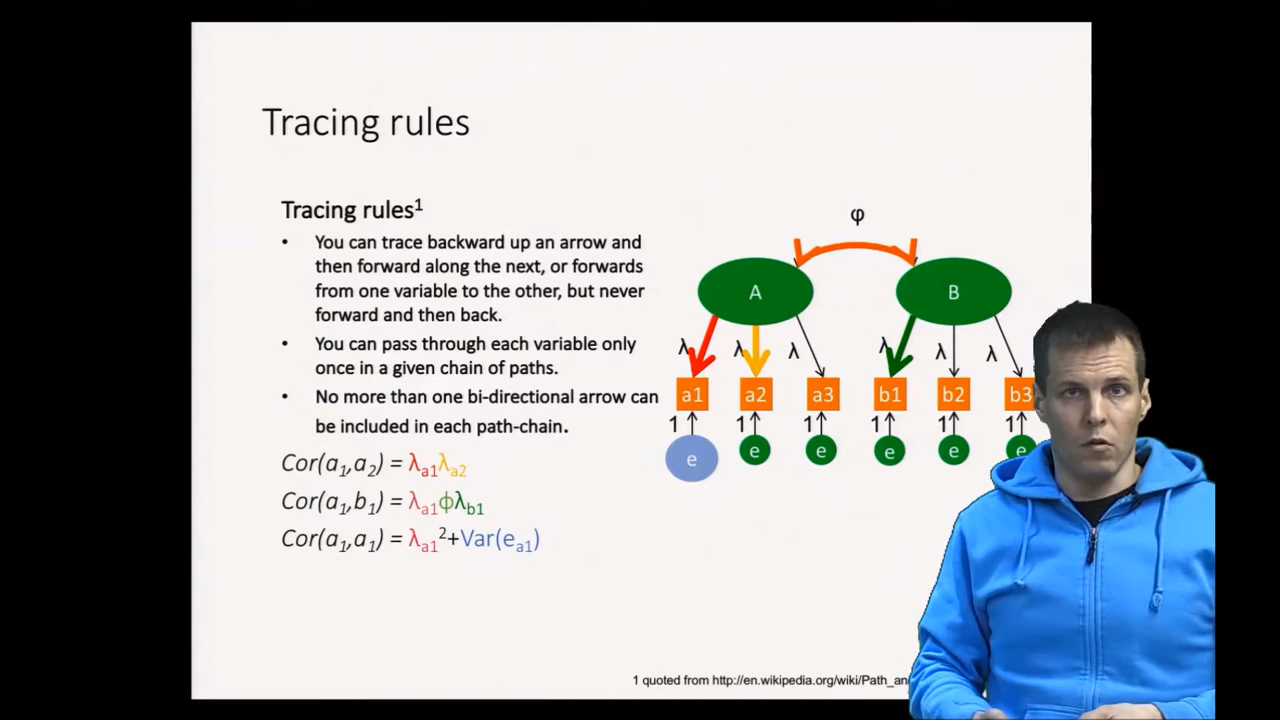 Tracing rules
Tracing rules¹
• You can trace backward up an arrow and
then forward along the next, or forwards
from one variable to the other, but never
forward and then back.
• You can pass through each variable only
once in a given chain of paths.
• No more than one bi-directional arrow can
be included in each path-chain.
Cor(a₁,a₂) = λₐ₁λₐ₂
Cor(a₁,b₁) = λₐ₁ϕλb₁
Cor(a₁,a₁) = λₐ₁²+Var(eₐ₁)
φ
A B
λ λ λ λ λ λ
a1 a2 a3 b1 b2 b3
1 1 1 1 1 1
e e e e e e
1 quoted from http://en.wikipedia.org/wiki/